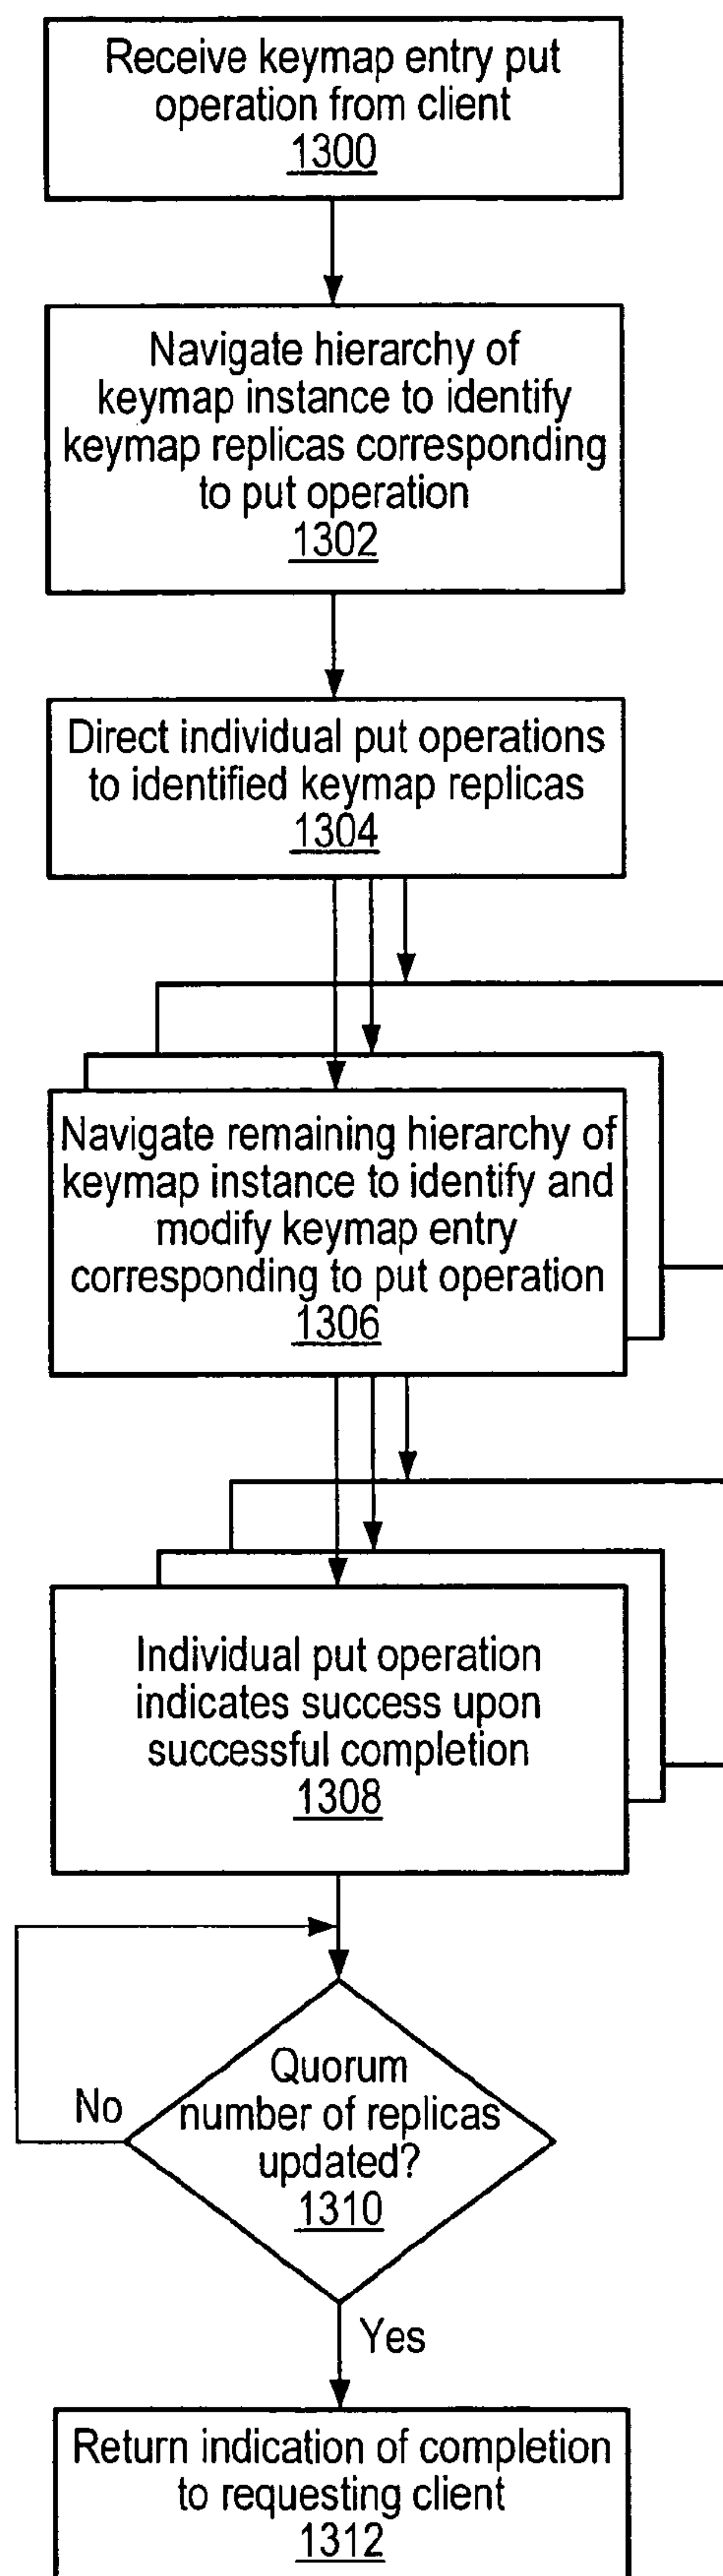 Receive keymap entry put
operation from client
1300
Navigate hierarchy of
keymap instance to identify
keymap replicas corresponding
to put operation
1302
Direct individual put operations
to identified keymap replicas
1304
Navigate remaining hierarchy of
keymap instance to identify and
modify keymap entry
corresponding to put operation
1306
Individual put operation
indicates success upon
successful completion
1308
Quorum
number of replicas
updated?
1310
No
Yes
Return indication of completion
to requesting client
1312